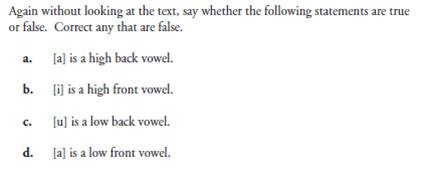 Again without looking at the text, say whether the following statements are true
or false. Correct any that are false.
a. [a] is a high back vowel.
b. [i] is a high front vowel.
c. [u] is a low back vowel.
d. [a] is a low front vowel.